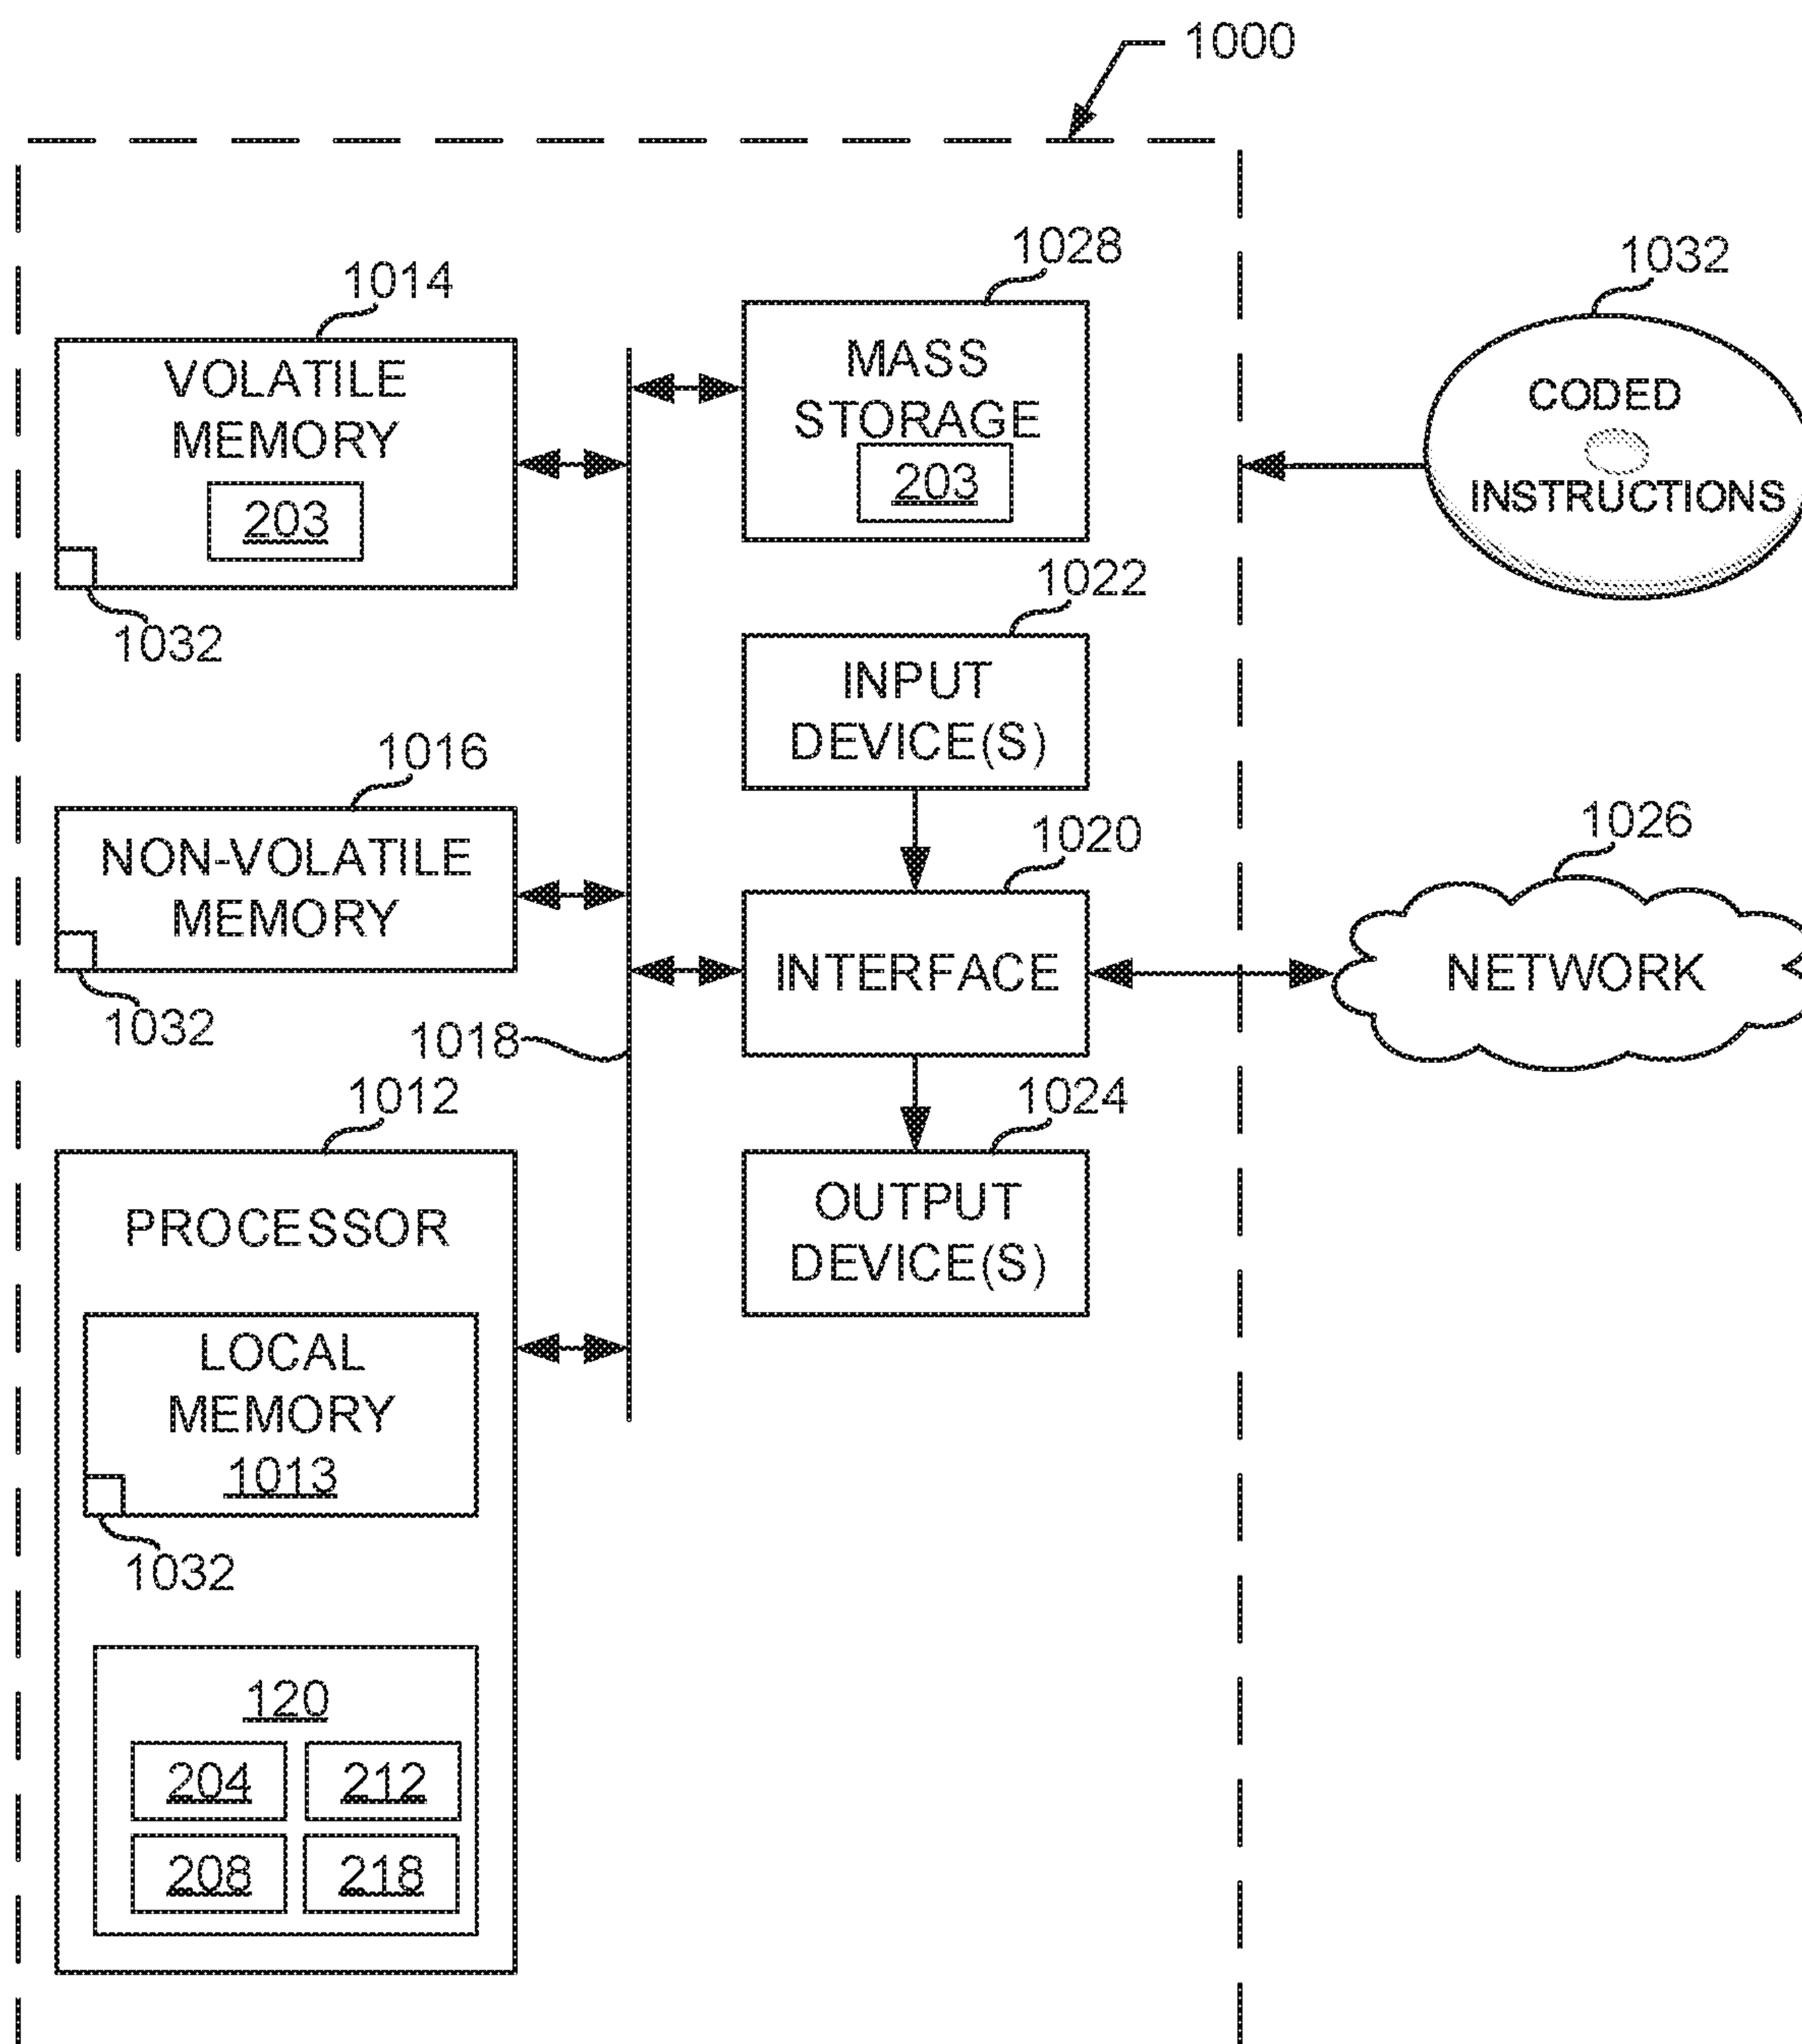 1000
1028
1032
1014
VOLATILE
MEMORY
203
1032
MASS
STORAGE
203
CODED
INSTRUCTIONS
1022
INPUT
DEVICE(S)
1016
NON-VOLATILE
MEMORY
1032
1020
INTERFACE
1026
NETWORK
1018
1012
PROCESSOR
LOCAL
MEMORY
1013
1032
1024
OUTPUT
DEVICE(S)
120
204
212
208
218